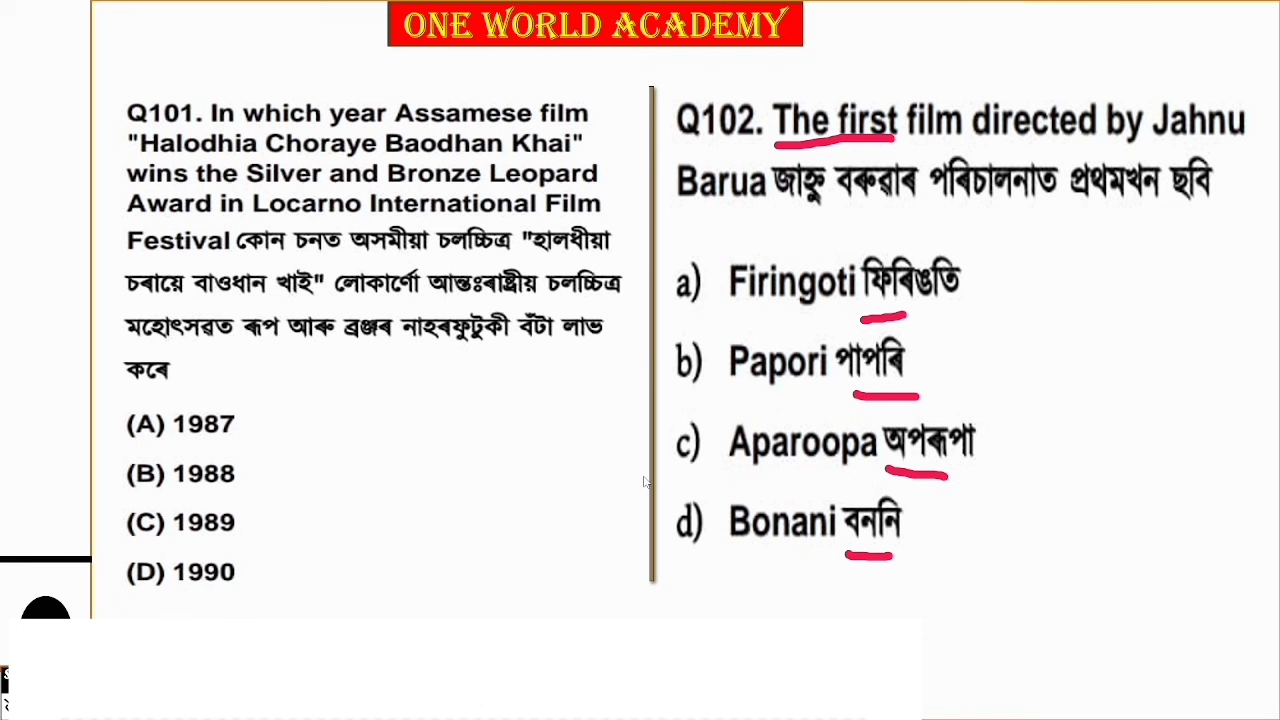 ONE WORLD ACADEMY
Q101. In which year Assamese film
"Halodhia Choraye Baodhan Khai"
wins the Silver and Bronze Leopard
Award in Locarno International Film
Festival কোন চনত অসমীয়া চলচ্চিত্ৰ "হালধীয়া
চৰায়ে বাওধান খাই" লোকাৰ্ণো আন্তঃৰাষ্ট্ৰীয় চলচ্চিত্ৰ
মহোৎসৱত ৰূপ আৰু ব্ৰঞ্জৰ নাহৰফুটুকী বঁটা লাভ
কৰে
(A) 1987
(B) 1988
(C) 1989
(D) 1990
Q102. The first film directed by Jahnu
Barua জাহ্নু বৰুৱাৰ পৰিচালনাত প্ৰথমখন ছবি
a) Firingoti ফিৰিঙতি
b) Papori পাপৰি
c) Aparoopa অপৰূপা
d) Bonani বননি